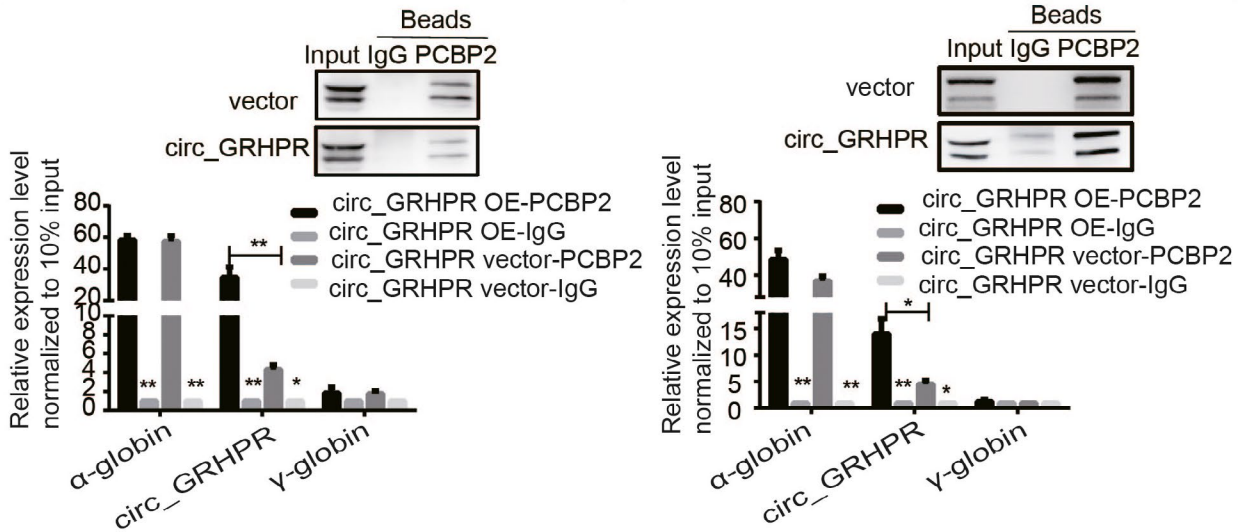 Beads
Input IgG PCBP2
vector
circ_GRHPR
Relative expression level
normalized to 10% input
80
60
40
20
10
8
6
4
2
0
circ_GRHPR OE-PCBP2
circ_GRHPR OE-IgG
circ_GRHPR vector-PCBP2
circ_GRHPR vector-IgG
**
** ** ** *
α-globin
circ_GRHPR
γ-globin
Beads
Input IgG PCBP2
vector
circ_GRHPR
Relative expression level
normalized to 10% input
80
60
40
15
10
5
0
circ_GRHPR OE-PCBP2
circ_GRHPR OE-IgG
circ_GRHPR vector-PCBP2
circ_GRHPR vector-IgG
*
** ** ** *
α-globin
circ_GRHPR
γ-globin